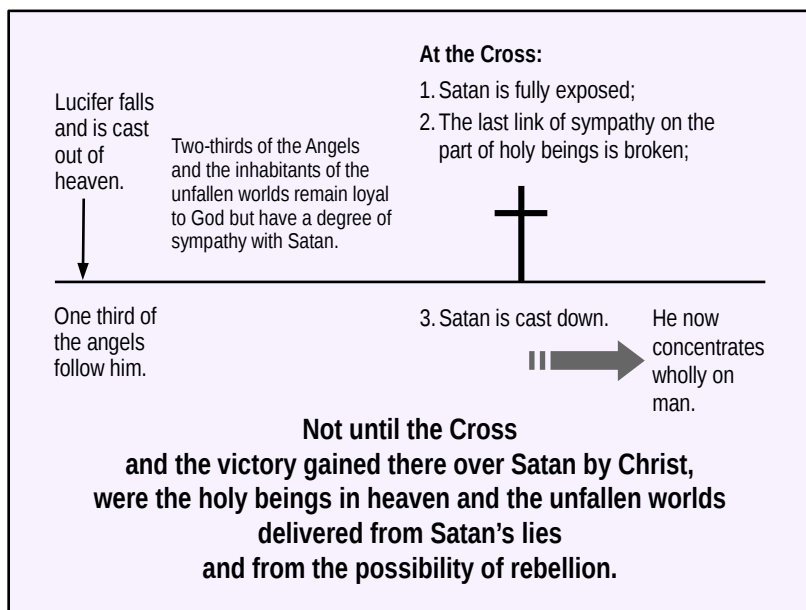 Lucifer falls
and is cast
out of
heaven.
Two-thirds of the Angels
and the inhabitants of the
unfallen worlds remain loyal
to God but have a degree of
sympathy with Satan.
At the Cross:
1. Satan is fully exposed;
2. The last link of sympathy on the
part of holy beings is broken;
One third of
the angels
follow him.
3. Satan is cast down.
He now
concentrates
wholly on
man.
Not until the Cross
and the victory gained there over Satan by Christ,
were the holy beings in heaven and the unfallen worlds
delivered from Satan’s lies
and from the possibility of rebellion.